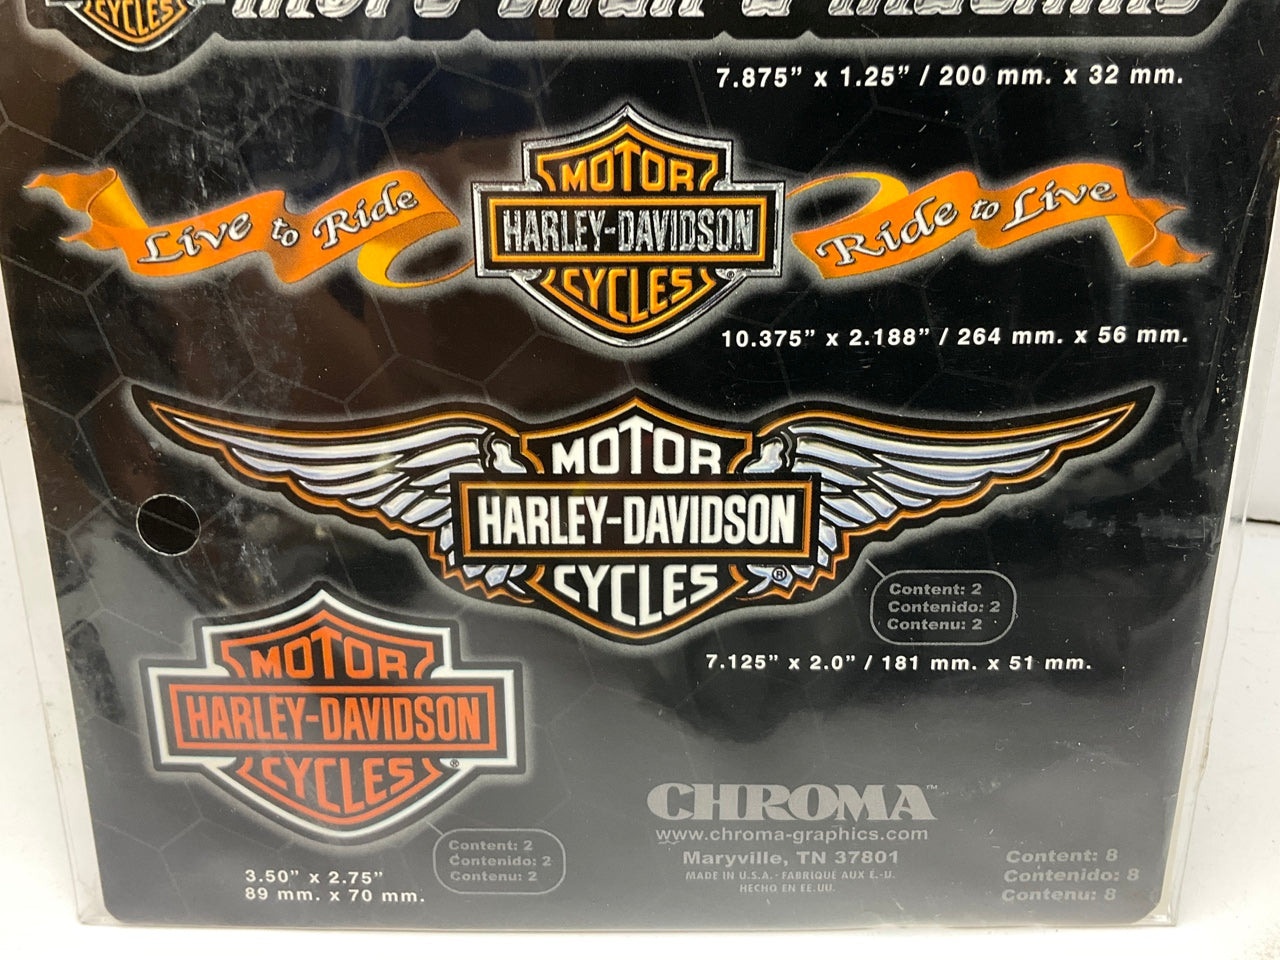 CYCLES
7.875" x 1.25" / 200 mm. x 32 mm.
Live to Ride
MOTOR
HARLEY-DAVIDSON
CYCLES
®
Ride to Live
10.375" x 2.188" / 264 mm. x 56 mm.
MOTOR
HARLEY-DAVIDSON
CYCLES
®
Content: 2
Contenido: 2
Contenu: 2
7.125" x 2.0" / 181 mm. x 51 mm.
MOTOR
HARLEY-DAVIDSON
CYCLES
®
Content: 2
Contenido: 2
Contenu: 2
3.50" x 2.75"
89 mm. x 70 mm.
CHROMA™
www.chroma-graphics.com
Maryville, TN 37801
MADE IN U.S.A. - FABRIQUÉ AUX É.-U.
HECHO EN EE.UU.
Content: 8
Contenido: 8
Contenu: 8